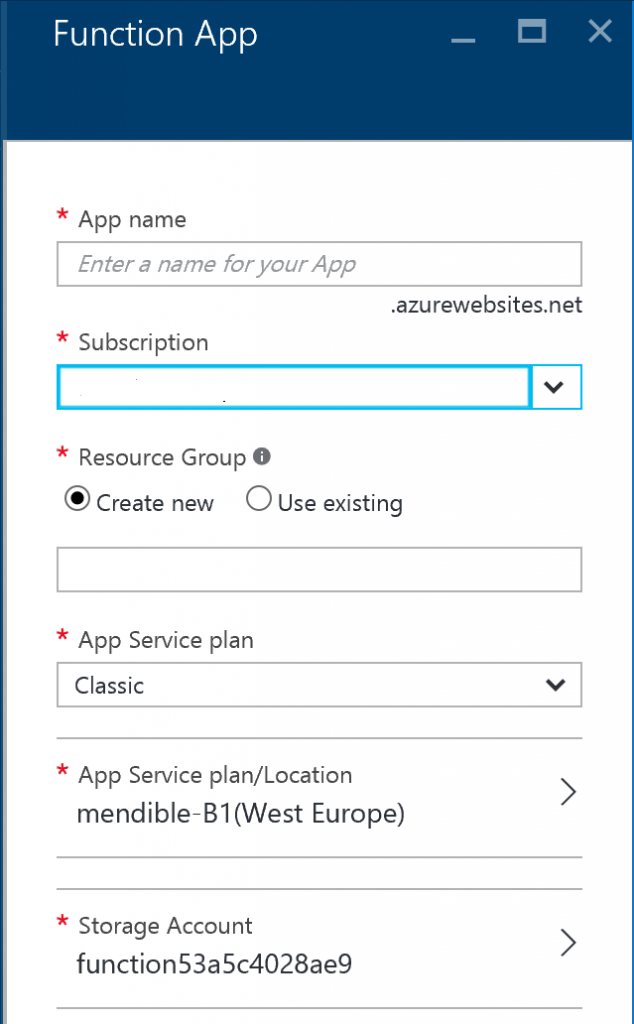 Function App
* App name
Enter a name for your App
.azurewebsites.net
* Subscription
* Resource Group
Create new Use existing
* App Service plan
Classic
* App Service plan/Location
mendible-B1(West Europe)
* Storage Account
function53a5c4028ae9